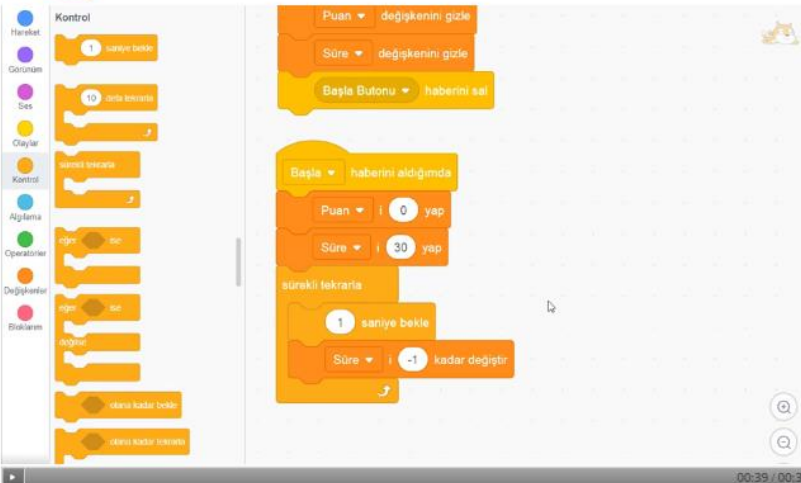 Hareket
Görünüm
Ses
Olaylar
Kontrol
Algılama
Operatörler
Değişkenler
Bloklarım
Kontrol
1 saniye bekle
10 defa tekrarla
sürekli tekrarla
eğer ise
eğer ise
değilse
olana kadar bekle
olana kadar tekrarla
Puan değişkenini gizle
Süre değişkenini gizle
Başla Butonu haberini sal
Başla haberini aldığımda
Puan i 0 yap
Süre i 30 yap
sürekli tekrarla
1 saniye bekle
Süre i -1 kadar değiştir